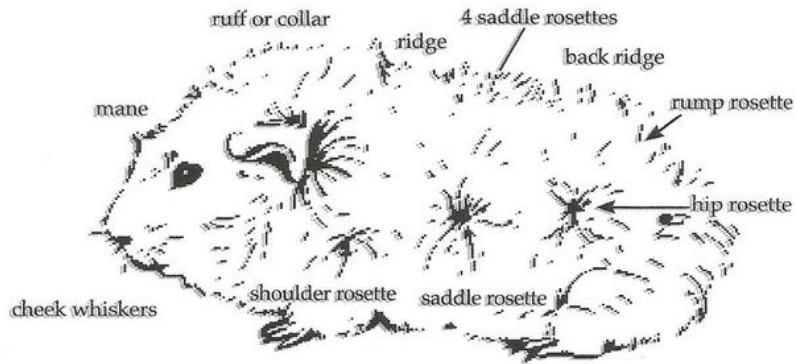 ruff or collar
4 saddle rosettes
ridge
back ridge
mane
rump rosette
hip rosette
shoulder rosette
saddle rosette
cheek whiskers